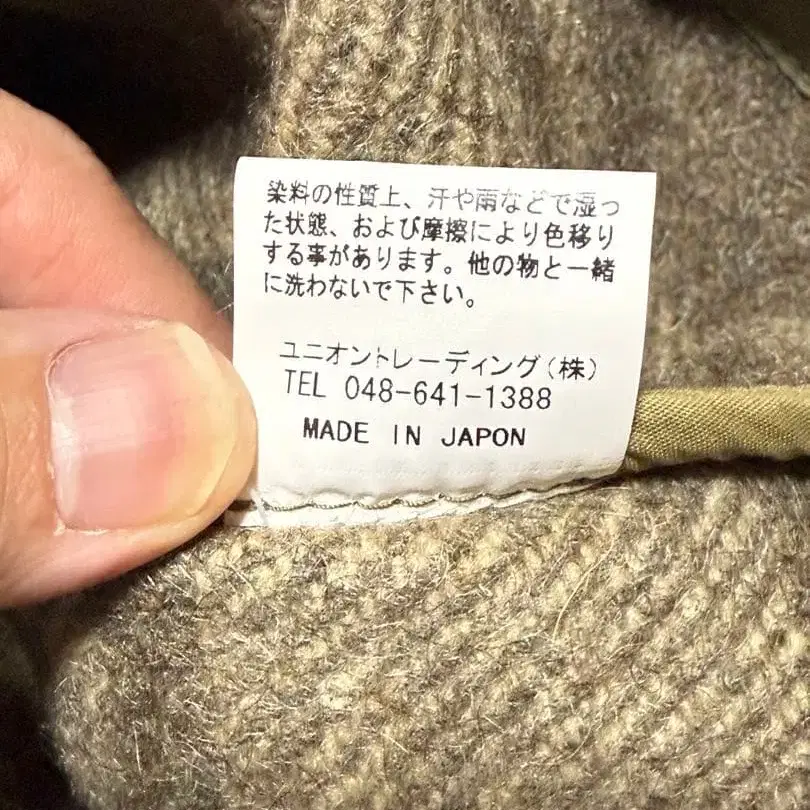 染料の性質上、汗や雨などで湿っ
た状態、および摩擦により色移り
する事があります。他の物と一緒
に洗わないで下さい。
ユニオントレーディング(株)
TEL 048-641-1388
MADE IN JAPON